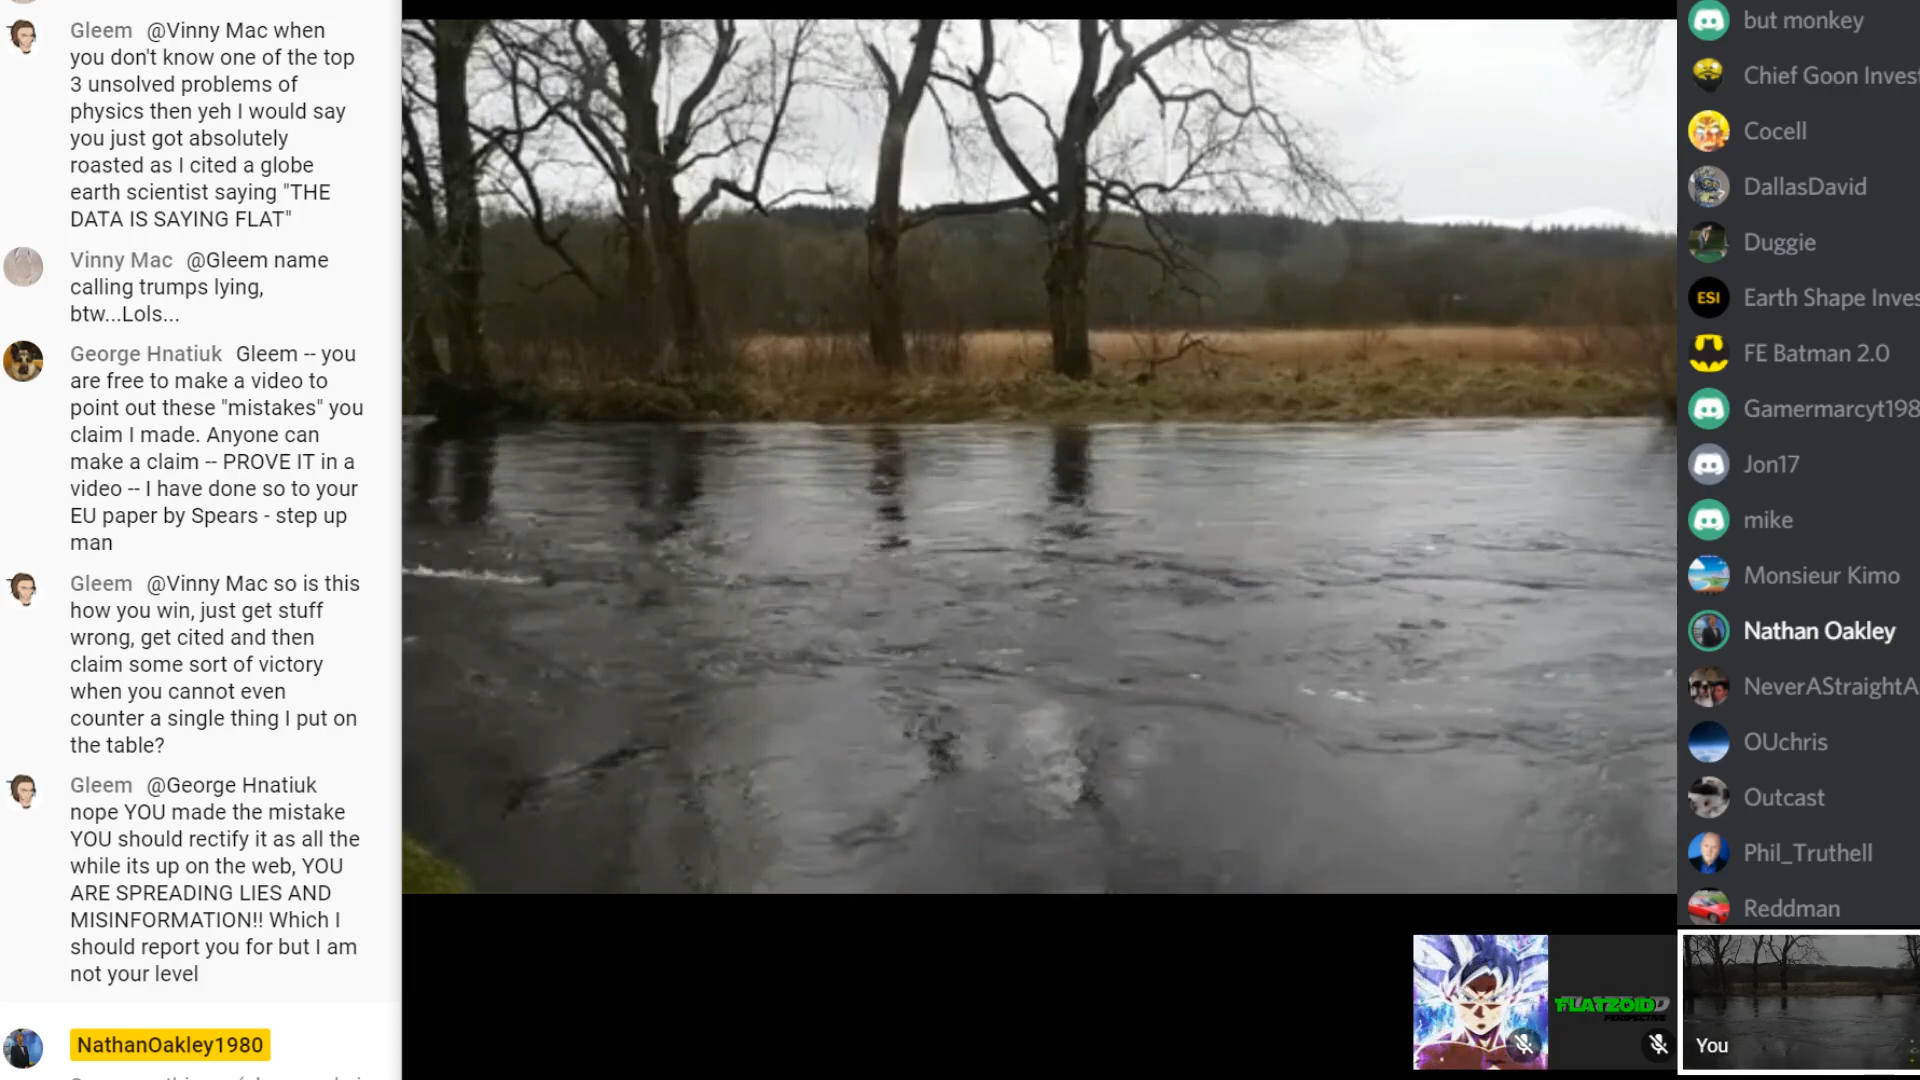 Gleem @Vinny Mac when
you don't know one of the top
3 unsolved problems of
physics then yeh I would say
you just got absolutely
roasted as I cited a globe
earth scientist saying "THE
DATA IS SAYING FLAT"
Vinny Mac @Gleem name
calling trumps lying,
btw...Lols...
George Hnatiuk Gleem -- you
are free to make a video to
point out these "mistakes" you
claim I made. Anyone can
make a claim -- PROVE IT in a
video -- I have done so to your
EU paper by Spears - step up
man
Gleem @Vinny Mac so is this
how you win, just get stuff
wrong, get cited and then
claim some sort of victory
when you cannot even
counter a single thing I put on
the table?
Gleem @George Hnatiuk
nope YOU made the mistake
YOU should rectify it as all the
while its up on the web, YOU
ARE SPREADING LIES AND
MISINFORMATION!! Which I
should report you for but I am
not your level
NathanOakley1980
but monkey
Chief Goon Invest
Cocell
DallasDavid
Duggie
ESI
Earth Shape Inves
FE Batman 2.0
Gamermarcyt198
Jon17
mike
Monsieur Kimo
Nathan Oakley
NeverAStraightA
OUchris
Outcast
Phil_Truthell
Reddman
FLATZOID
PERSPECTIVE
You